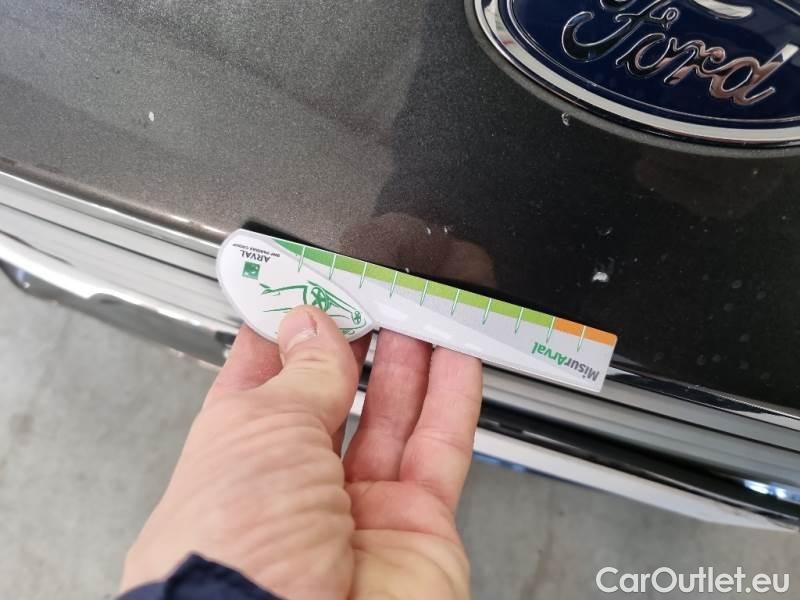 Ford
BNP PARIBAS GROUP
ARVAL
MisurArval
CarOutlet.eu